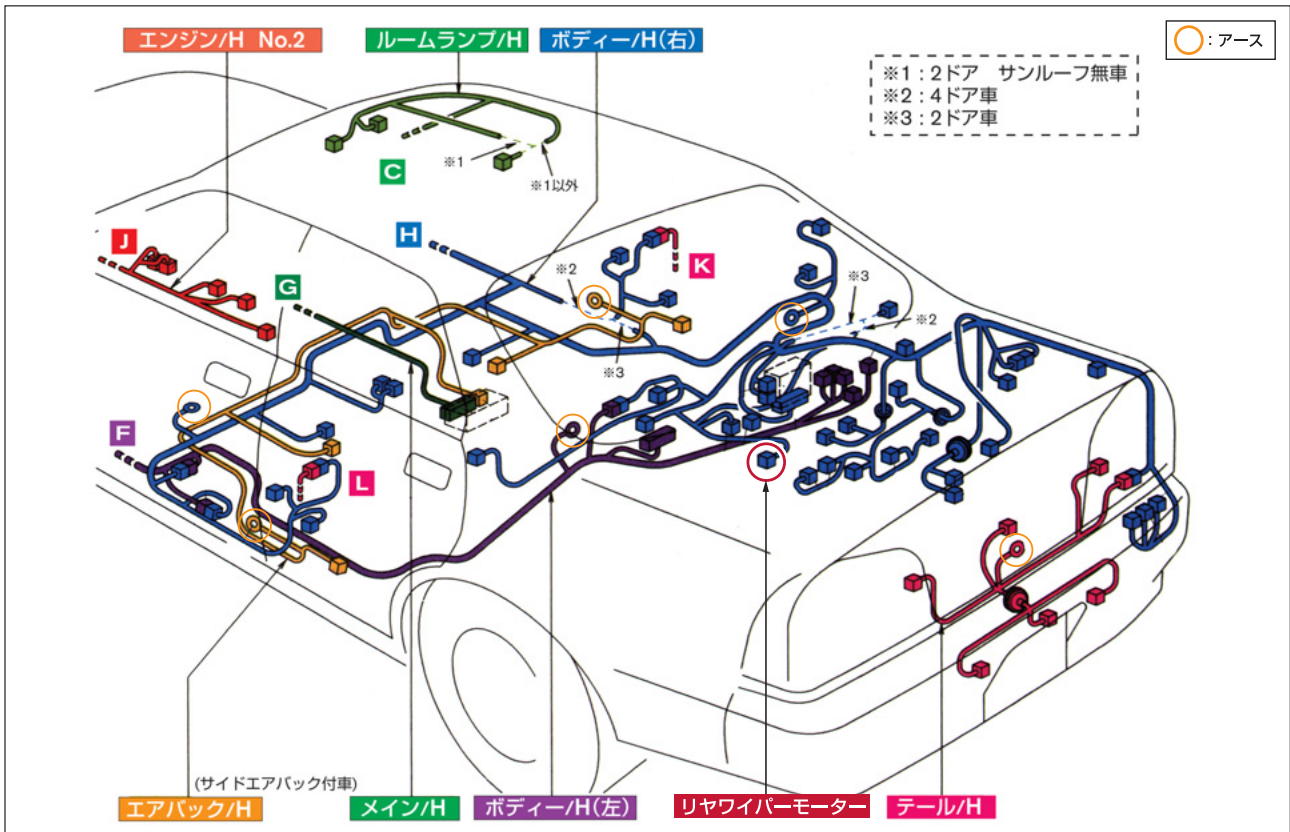 エンジン/H No.2
ルームランプ/H
ボディー/H(右)
：アース
※1：2ドア　サンルーフ無車
※2：4ドア車
※3：2ドア車
C
※1
※1以外
J
H
K
※2
※3
G
※2
※3
F
L
(サイドエアバック付車)
エアバック/H
メイン/H
ボディー/H(左)
リヤワイパーモーター
テール/H